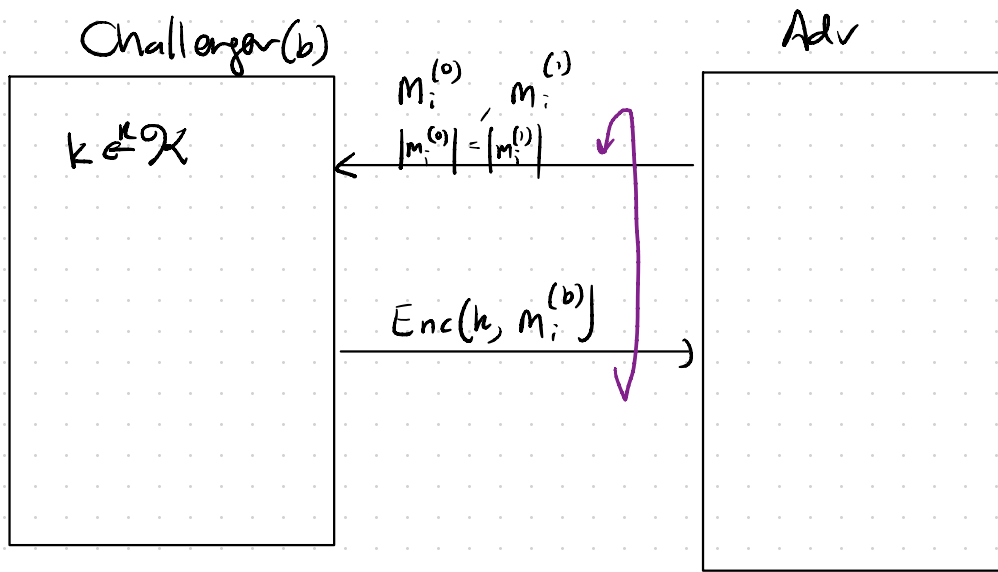 Challenger(b)
Adv
m_i^{(0)}, m_i^{(1)}
|m_i^{(0)}| = |m_i^{(1)}|
k ←^R 𝒦
Enc(k, m_i^{(b)})